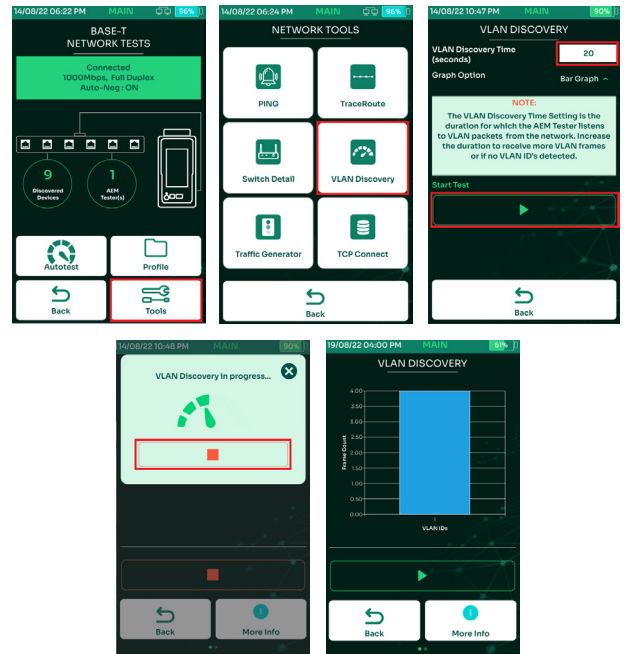 14/08/22 06:22 PM MAIN 96%
BASE-T
NETWORK TESTS
Connected
1000Mbps, Full Duplex
Auto-Neg : ON
9
Discovered
Devices
1
AEM
Tester(s)
Autotest
Profile
Back
Tools
14/08/22 06:24 PM MAIN 96%
NETWORK TOOLS
PING
TraceRoute
Switch Detail
VLAN Discovery
Traffic Generator
TCP Connect
Back
14/08/22 10:47 PM MAIN 90%
VLAN DISCOVERY
VLAN Discovery Time
(seconds)
20
Graph Option
Bar Graph
NOTE:
The VLAN Discovery Time Setting is the
duration for which the AEM Tester listens
to VLAN packets from the network. Increase
the duration to receive more VLAN frames
or if no VLAN ID's detected.
Start Test
Back
14/08/22 10:48 PM MAIN 90%
VLAN Discovery in progress...
Back
More Info
19/08/22 04:00 PM MAIN 61%
VLAN DISCOVERY
Frame Count
4.00
3.50
3.00
2.50
2.00
1.50
1.00
0.50
0.00
1
VLAN IDs
Back
More Info